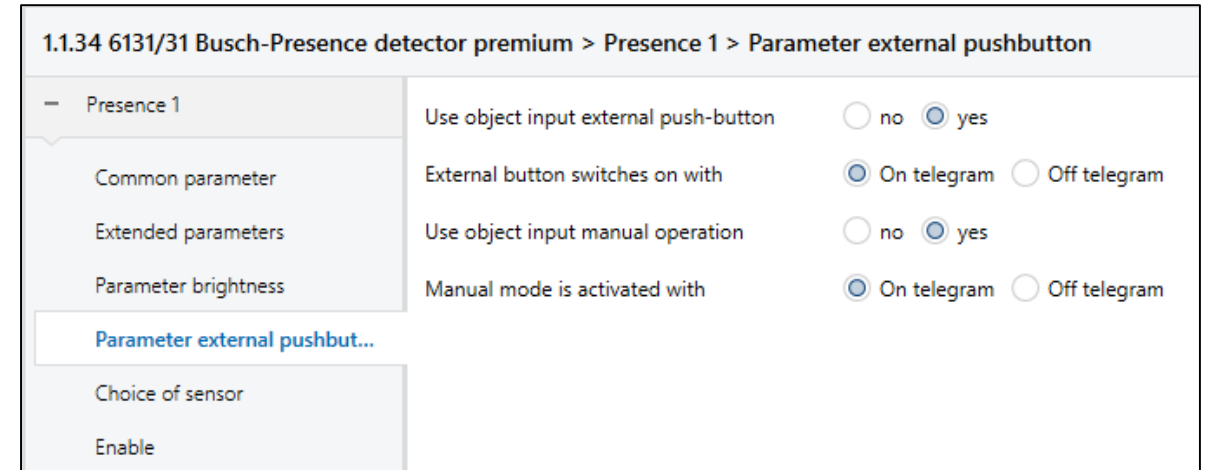 1.1.34 6131/31 Busch-Presence detector premium > Presence 1 > Parameter external pushbutton
− Presence 1
Common parameter
Extended parameters
Parameter brightness
Parameter external pushbut...
Choice of sensor
Enable
Use object input external push-button no yes
External button switches on with On telegram Off telegram
Use object input manual operation no yes
Manual mode is activated with On telegram Off telegram